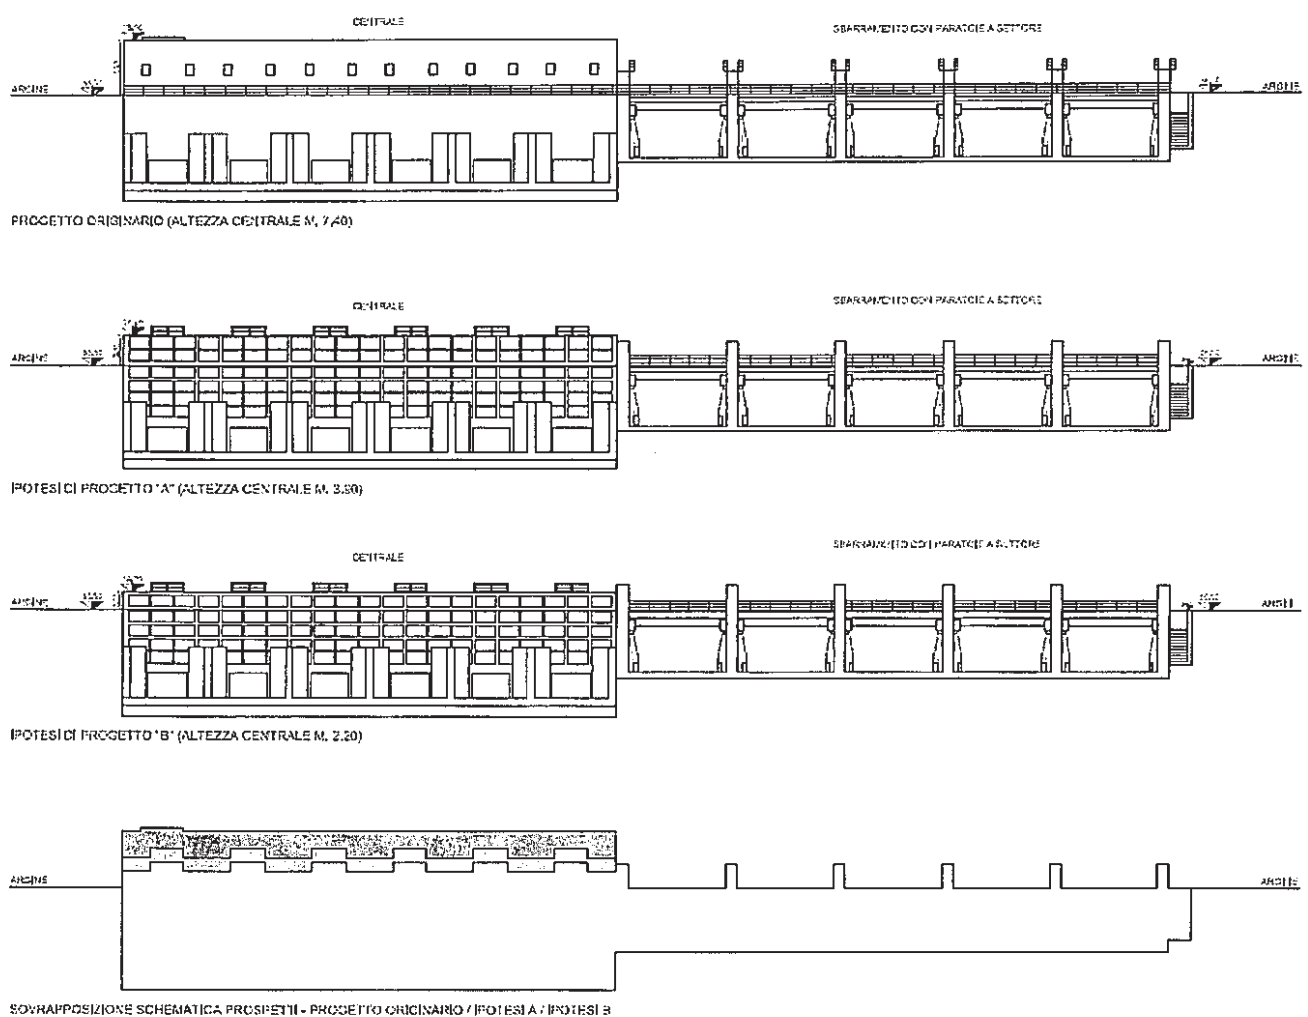 CENTRALE
SBARRAMENTO CON PARATOIE A SETTORE
ARGINE
ARGINE
PROGETTO ORIGINARIO (ALTEZZA CENTRALE M. 7,40)
CENTRALE
SBARRAMENTO CON PARATOIE A SETTORE
ARGINE
ARGINE
IPOTESI DI PROGETTO "A" (ALTEZZA CENTRALE M. 3.90)
CENTRALE
SBARRAMENTO CON PARATOIE A SETTORE
ARGINE
ARGINE
IPOTESI DI PROGETTO "B" (ALTEZZA CENTRALE M. 2.20)
ARGINE
ARGINE
SOVRAPPOSIZIONE SCHEMATICA PROSPETTI - PROGETTO ORIGINARIO / IPOTESI A / IPOTESI B